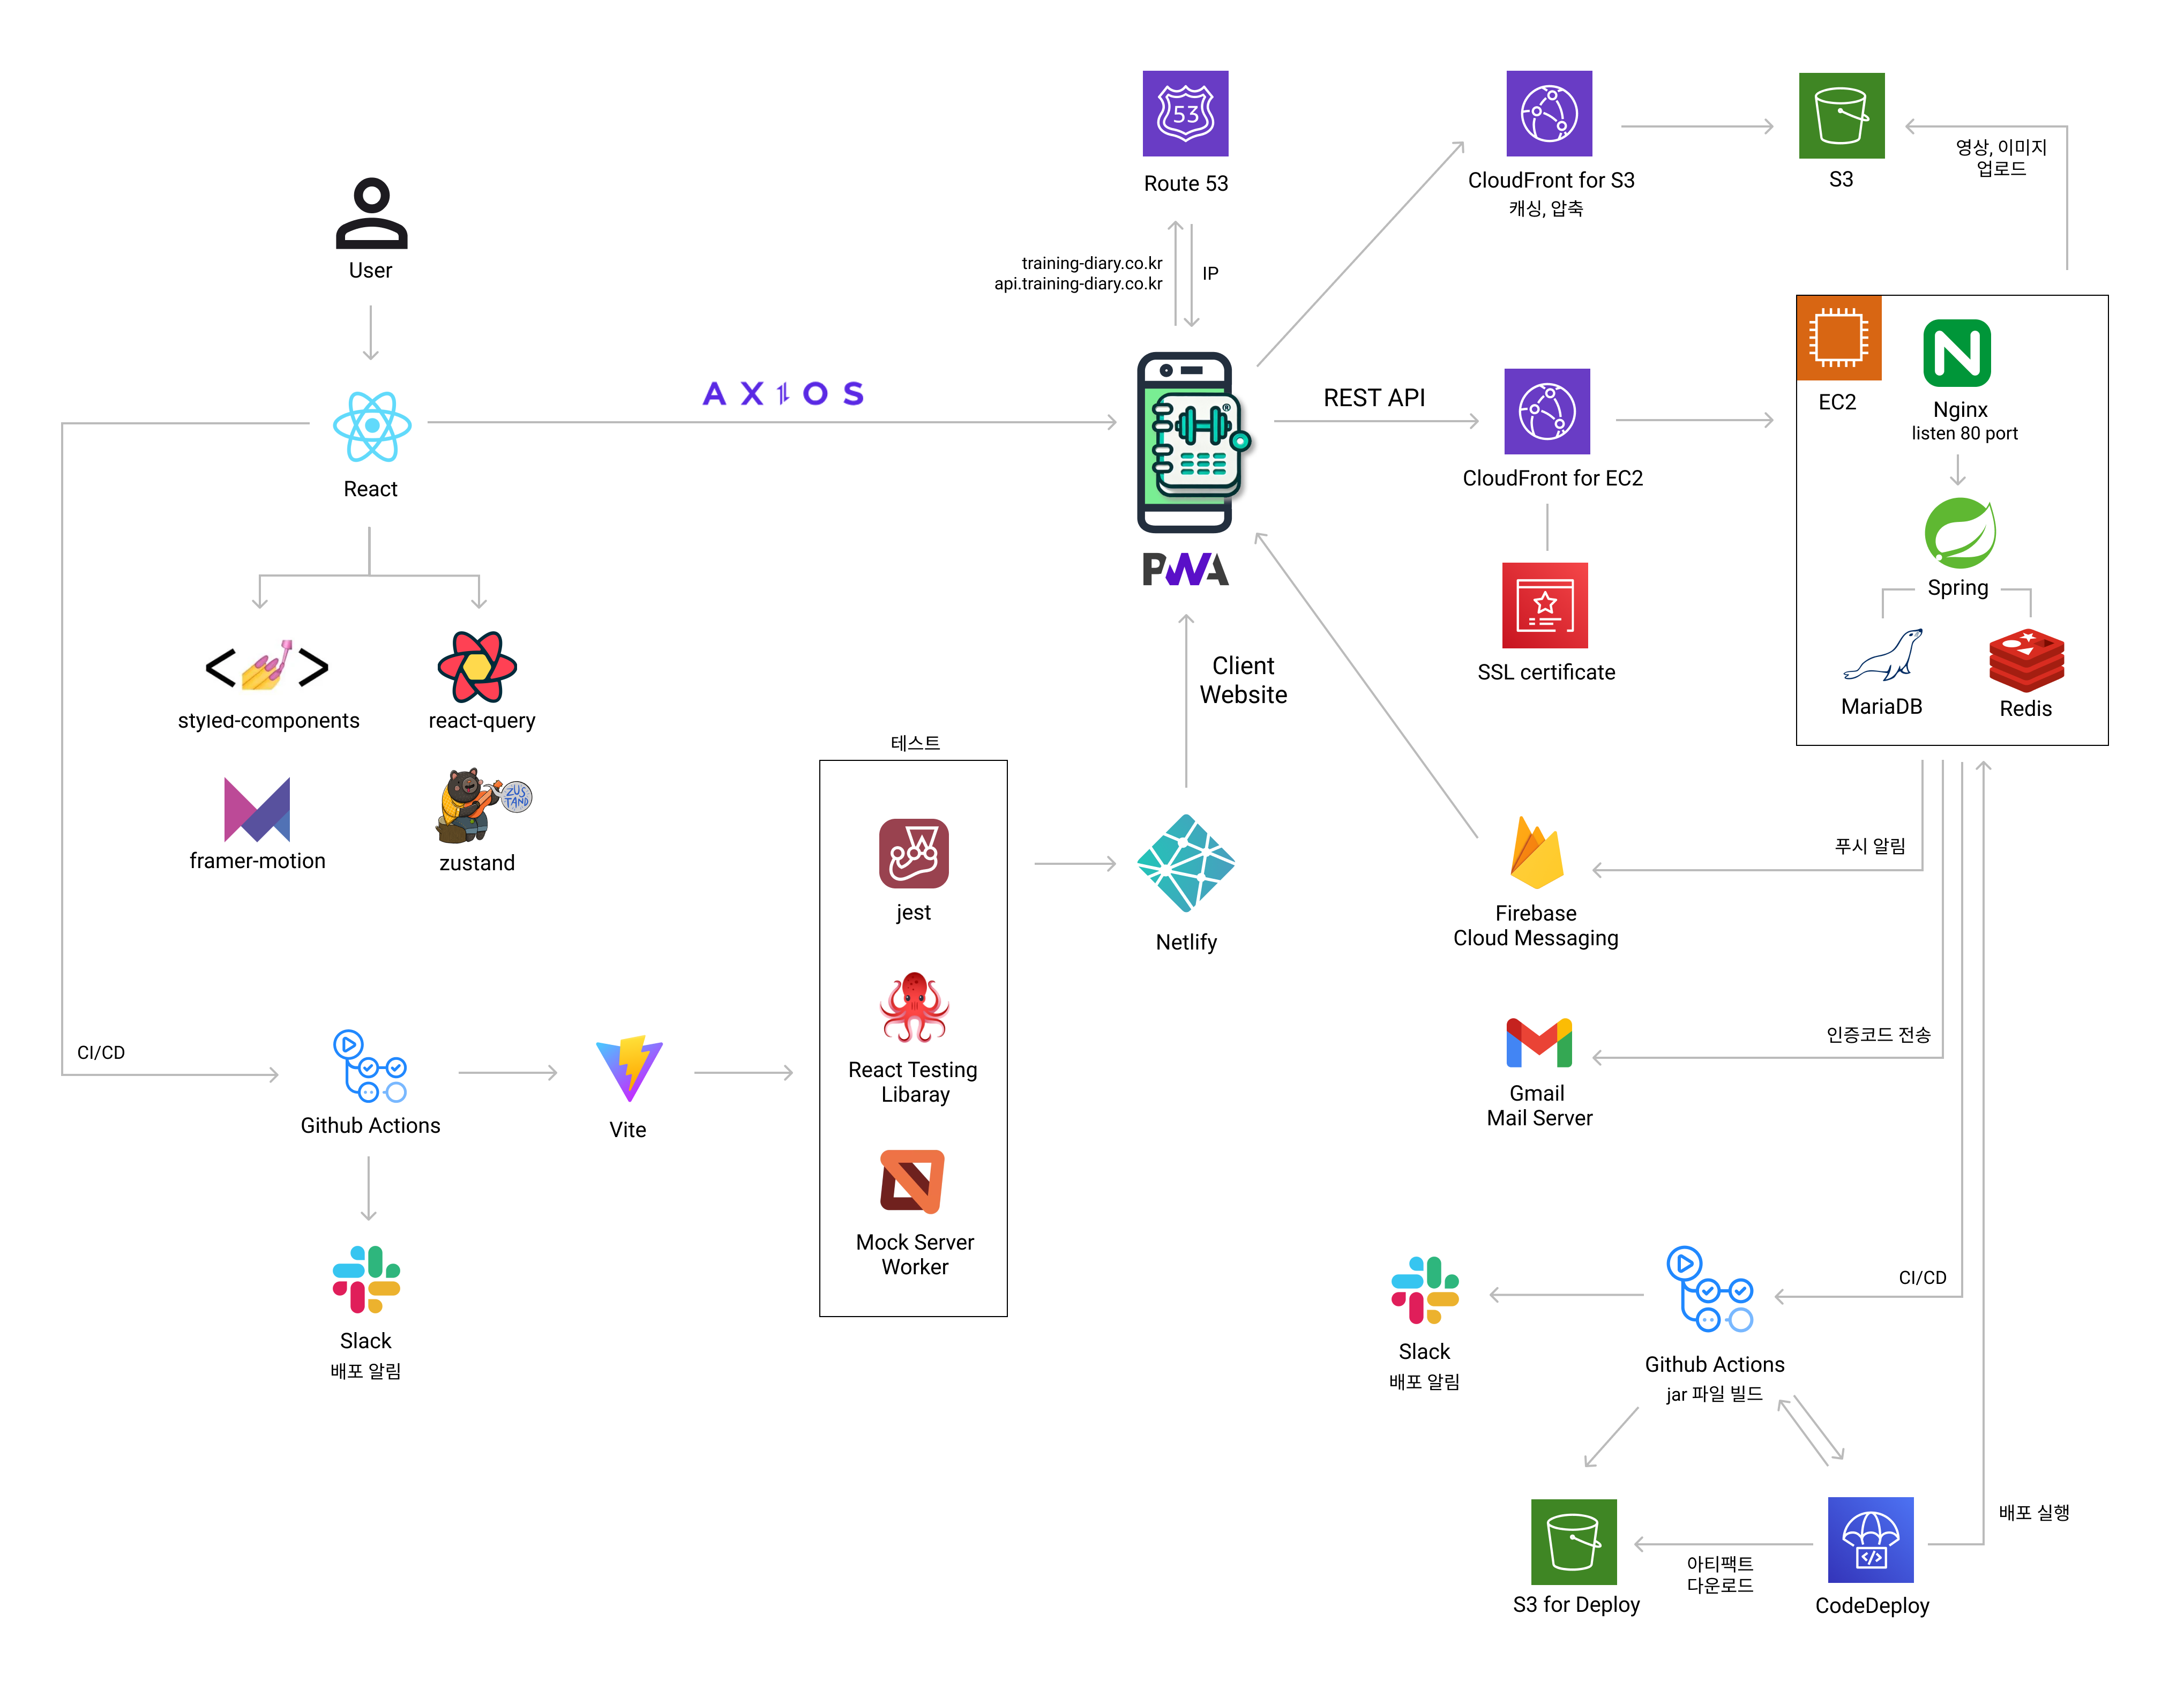 53
Route 53
CloudFront for S3
캐싱, 압축
S3
영상, 이미지
업로드
User
training-diary.co.kr
api.training-diary.co.kr
IP
AXIOS
React
REST API
CloudFront for EC2
SSL certificate
EC2
Nginx
listen 80 port
Spring
MariaDB
Redis
PWA
Client
Website
styled-components
react-query
framer-motion
ZUS
TAND
zustand
테스트
jest
React Testing
Libaray
Mock Server
Worker
Netlify
푸시 알림
Firebase
Cloud Messaging
인증코드 전송
Gmail
Mail Server
CI/CD
Github Actions
Vite
Slack
배포 알림
CI/CD
Slack
배포 알림
Github Actions
jar 파일 빌드
배포 실행
아티팩트
다운로드
S3 for Deploy
</>
CodeDeploy